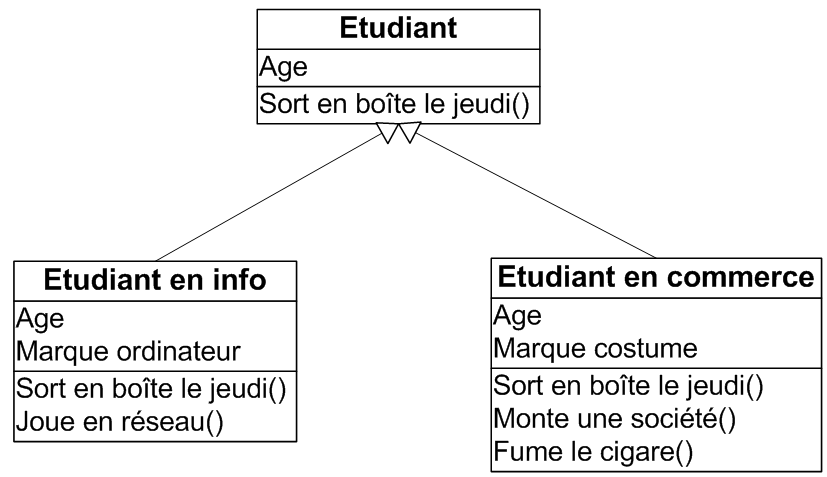 Etudiant
Age
Sort en boîte le jeudi()
Etudiant en info
Age
Marque ordinateur
Sort en boîte le jeudi()
Joue en réseau()
Etudiant en commerce
Age
Marque costume
Sort en boîte le jeudi()
Monte une société()
Fume le cigare()